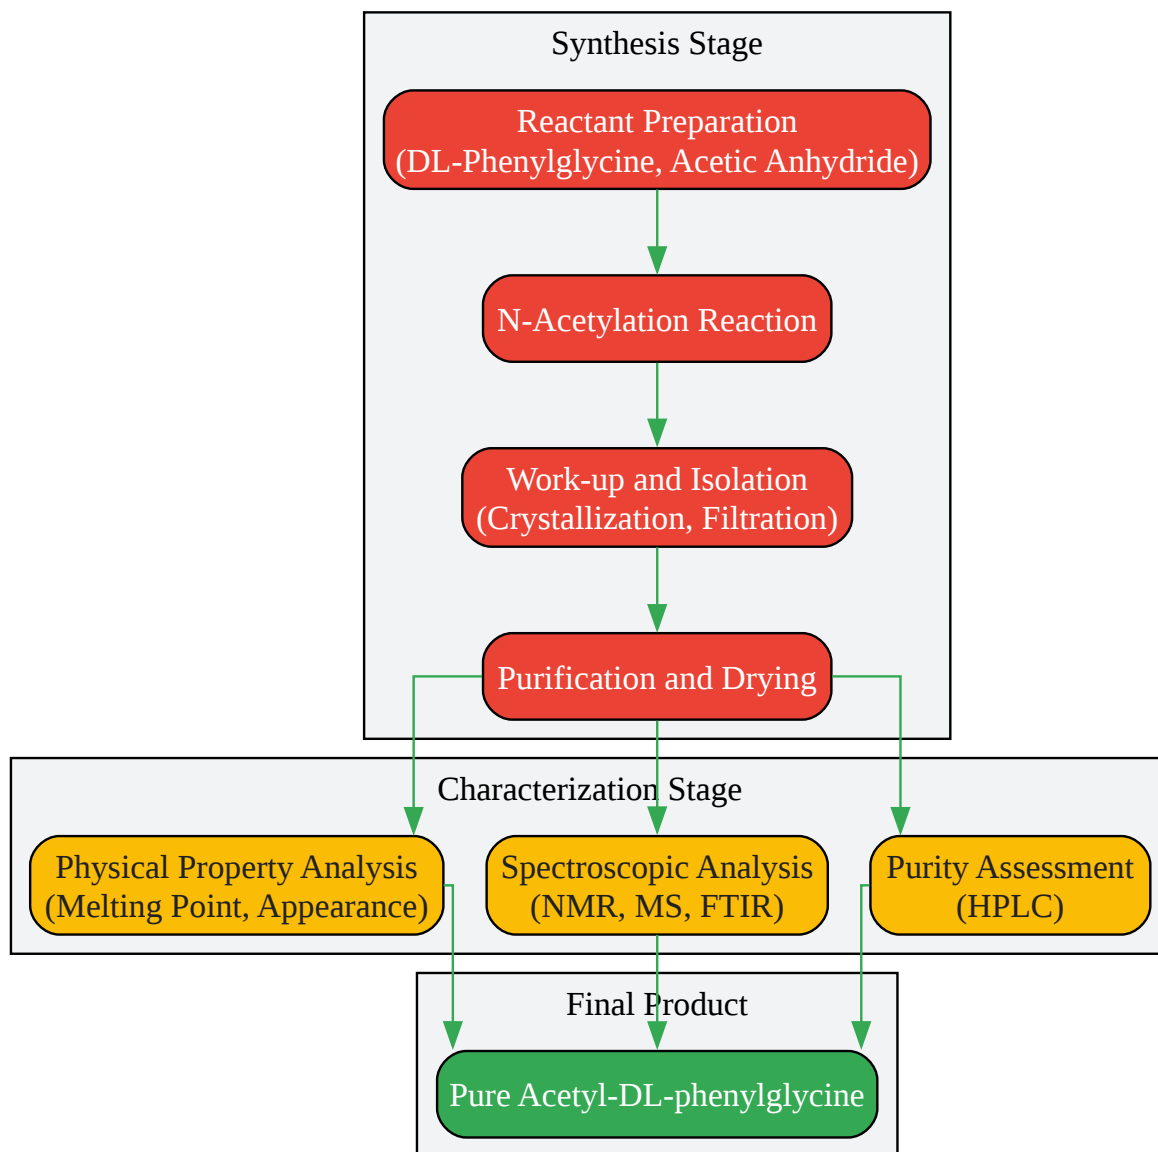 Synthesis Stage
Reactant Preparation
(DL-Phenylglycine, Acetic Anhydride)
N-Acetylation Reaction
Work-up and Isolation
(Crystallization, Filtration)
Purification and Drying
Characterization Stage
Physical Property Analysis
(Melting Point, Appearance)
Spectroscopic Analysis
(NMR, MS, FTIR)
Purity Assessment
(HPLC)
Final Product
Pure Acetyl-DL-phenylglycine